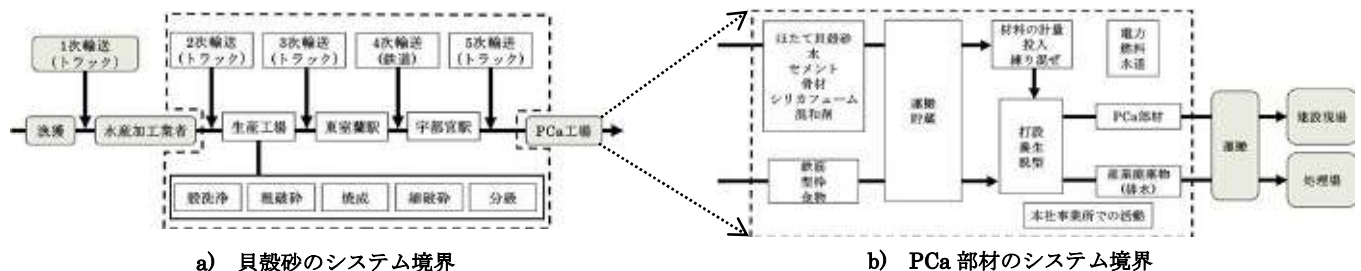 1次輸送
(トラック)
2次輸送
(トラック)
3次輸送
(トラック)
4次輸送
(鉄道)
5次輸送
(トラック)
漁獲
水産加工業者
生産工場
東室蘭駅
宇都宮駅
PCa工場
殻洗浄
粗破砕
焼成
細破砕
分級
a) 貝殻砂のシステム境界
ほたて貝殻砂
水
セメント
骨材
シリカフューム
混和剤
鉄筋
型枠
金物
運搬
貯蔵
材料の計量
投入
練り混ぜ
打設
養生
脱型
電力
燃料
水道
PCa部材
産業廃棄物
(排水)
本社事業所での活動
運搬
建設現場
処理場
b) PCa 部材のシステム境界